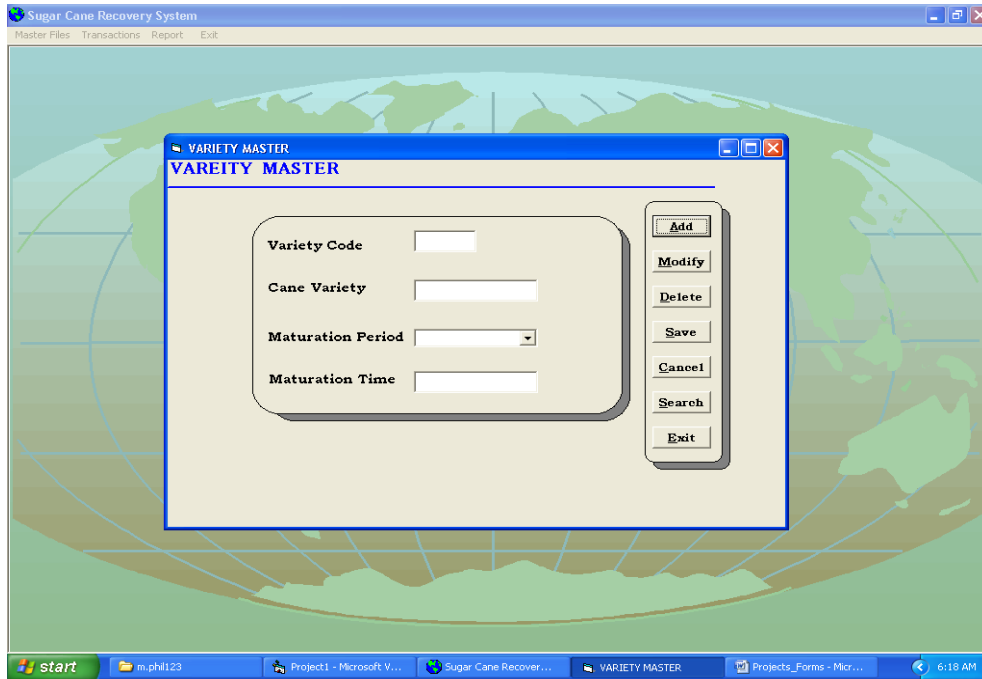 Sugar Cane Recovery System
Master Files Transactions Report Exit
VARIETY MASTER
VAREITY MASTER
Variety Code
Cane Variety
Maturation Period
Maturation Time
Add
Modify
Delete
Save
Cancel
Search
Exit
start m.phil123 Project1 - Microsoft V... Sugar Cane Recover... VARIETY MASTER Projects_Forms - Micr... 6:18 AM